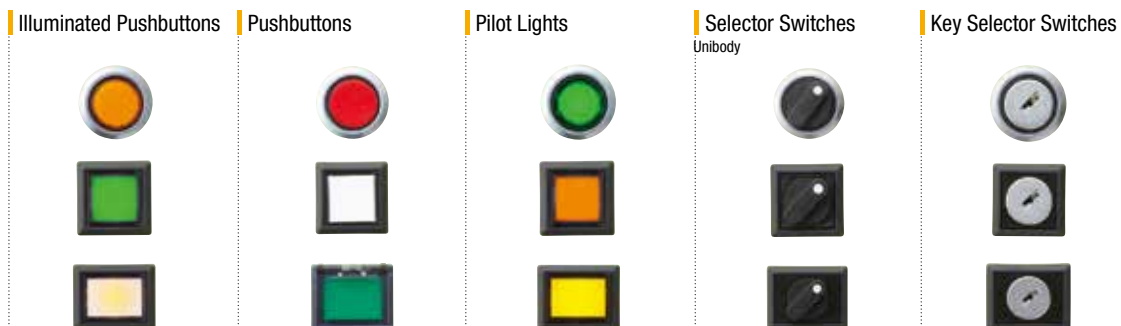 Illuminated Pushbuttons
Pushbuttons
Pilot Lights
Selector Switches
Unibody
Key Selector Switches